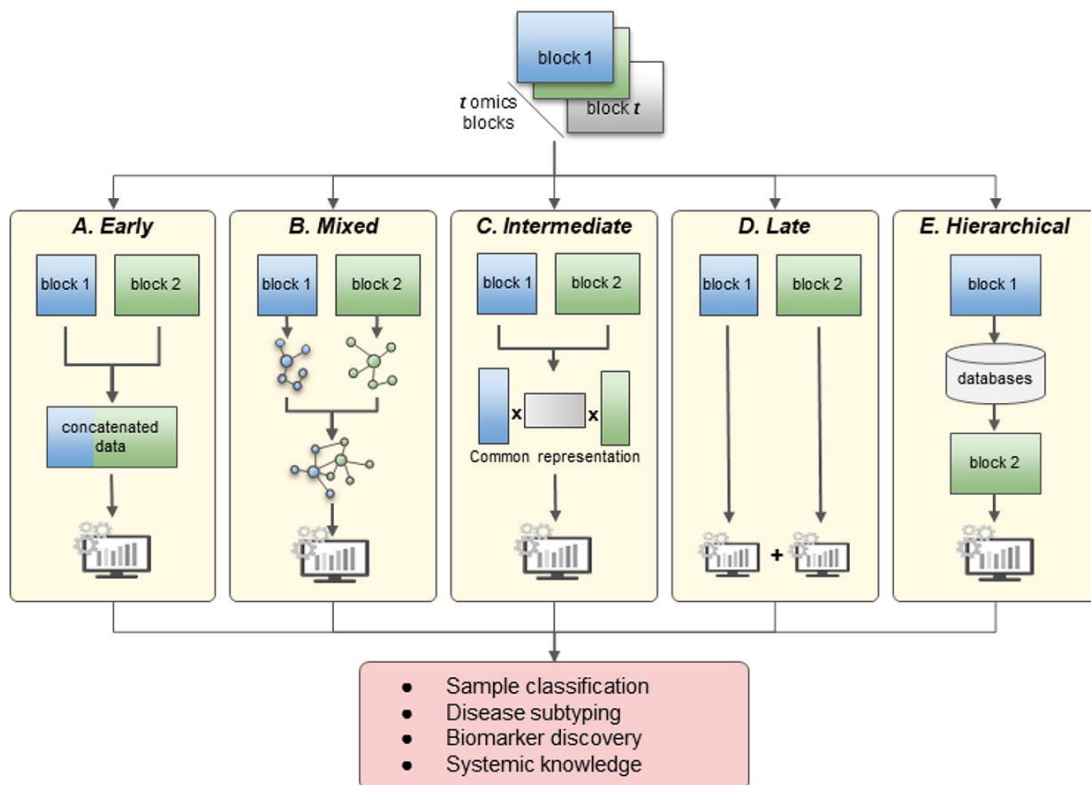 block 1
t omics
blocks
block t
A. Early
block 1
block 2
concatenated
data
B. Mixed
block 1
block 2
C. Intermediate
block 1
block 2
x
x
Common representation
D. Late
block 1
block 2
+
E. Hierarchical
block 1
databases
block 2
● Sample classification
● Disease subtyping
● Biomarker discovery
● Systemic knowledge